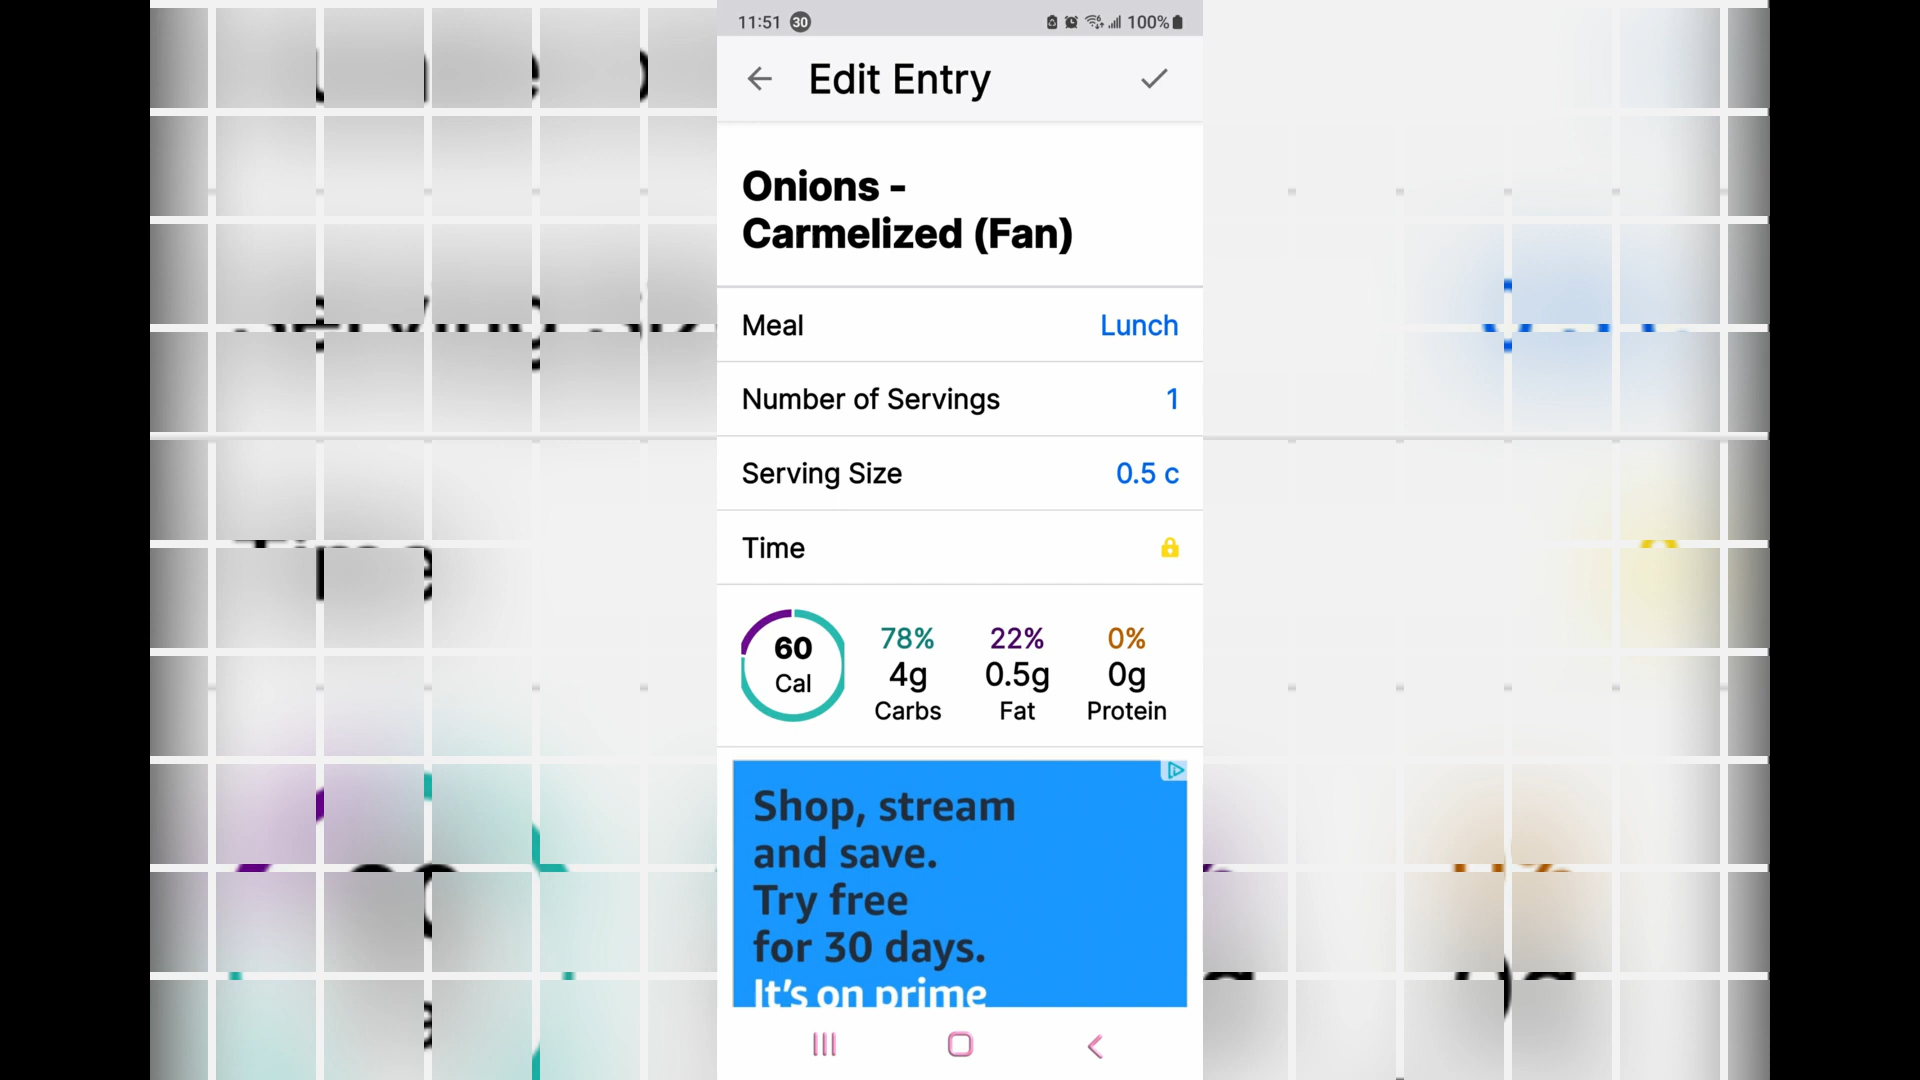 11:51 30 100%
Edit Entry
Onions -
Carmelized (Fan)
Meal Lunch
Number of Servings 1
Serving Size 0.5 c
Time
60 Cal
78% 22% 0%
4g 0.5g 0g
Carbs Fat Protein
Shop, stream
and save.
Try free
for 30 days.
It's on prime